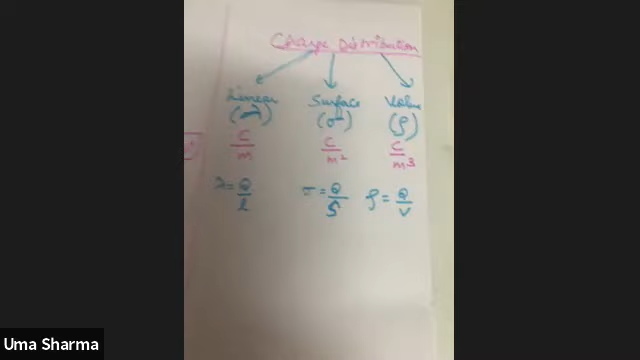 Charge Distribution
Linear Surface Volume
(λ) (σ) (ρ)
C/m C/m² C/m³
λ = Q/l σ = Q/S ρ = Q/V
Uma Sharma